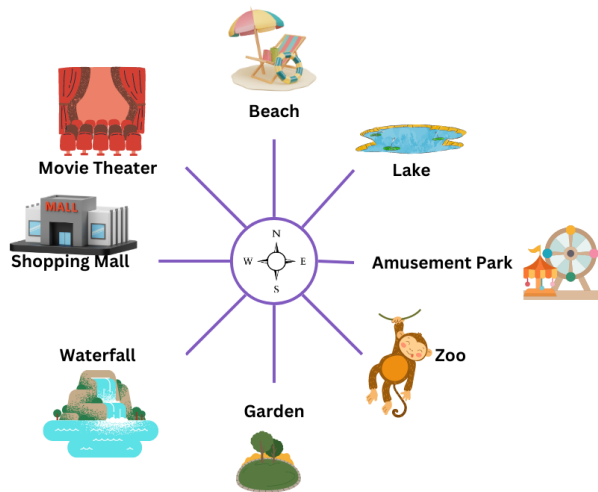 Beach
Movie Theater
Lake
MALL
Shopping Mall
N
W E
S
Amusement Park
Waterfall
Zoo
Garden